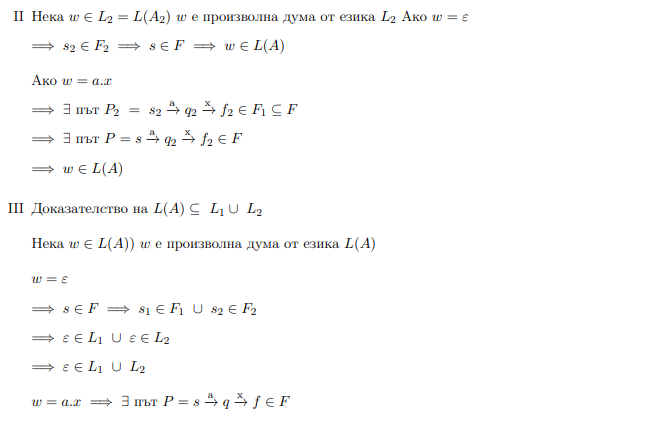 II Нека w ∈ L₂ = L(A₂) w е произволна дума от езика L₂ Ако w = ε
⟹ s₂ ∈ F₂ ⟹ s ∈ F ⟹ w ∈ L(A)
Ако w = a.x
⟹ ∃ път P₂ = s₂ →ᵃ q₂ →ˣ f₂ ∈ F₁ ⊆ F
⟹ ∃ път P = s →ᵃ q₂ →ˣ f₂ ∈ F
⟹ w ∈ L(A)
III Доказателство на L(A) ⊆ L₁ ∪ L₂
Нека w ∈ L(A)) w е произволна дума от езика L(A)
w = ε
⟹ s ∈ F ⟹ s₁ ∈ F₁ ∪ s₂ ∈ F₂
⟹ ε ∈ L₁ ∪ ε ∈ L₂
⟹ ε ∈ L₁ ∪ L₂
w = a.x ⟹ ∃ път P = s →ᵃ q →ˣ f ∈ F